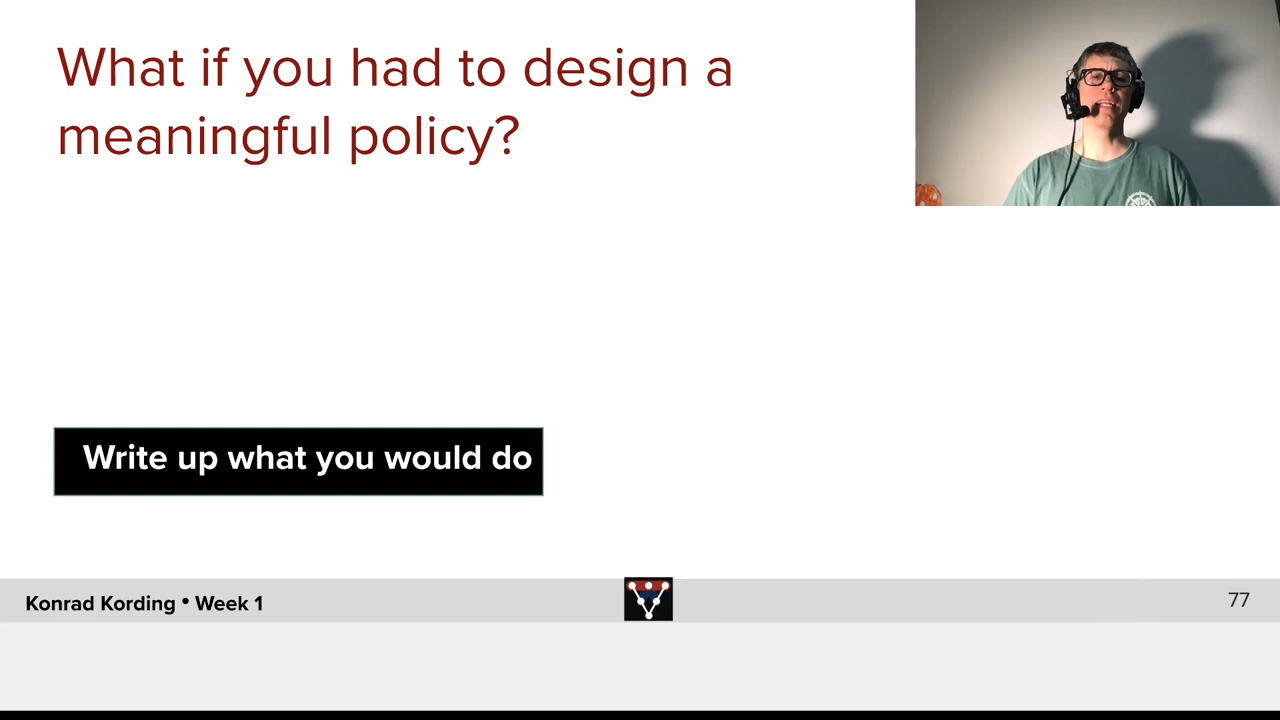 What if you had to design a
meaningful policy?
Write up what you would do
Konrad Kording • Week 1
77